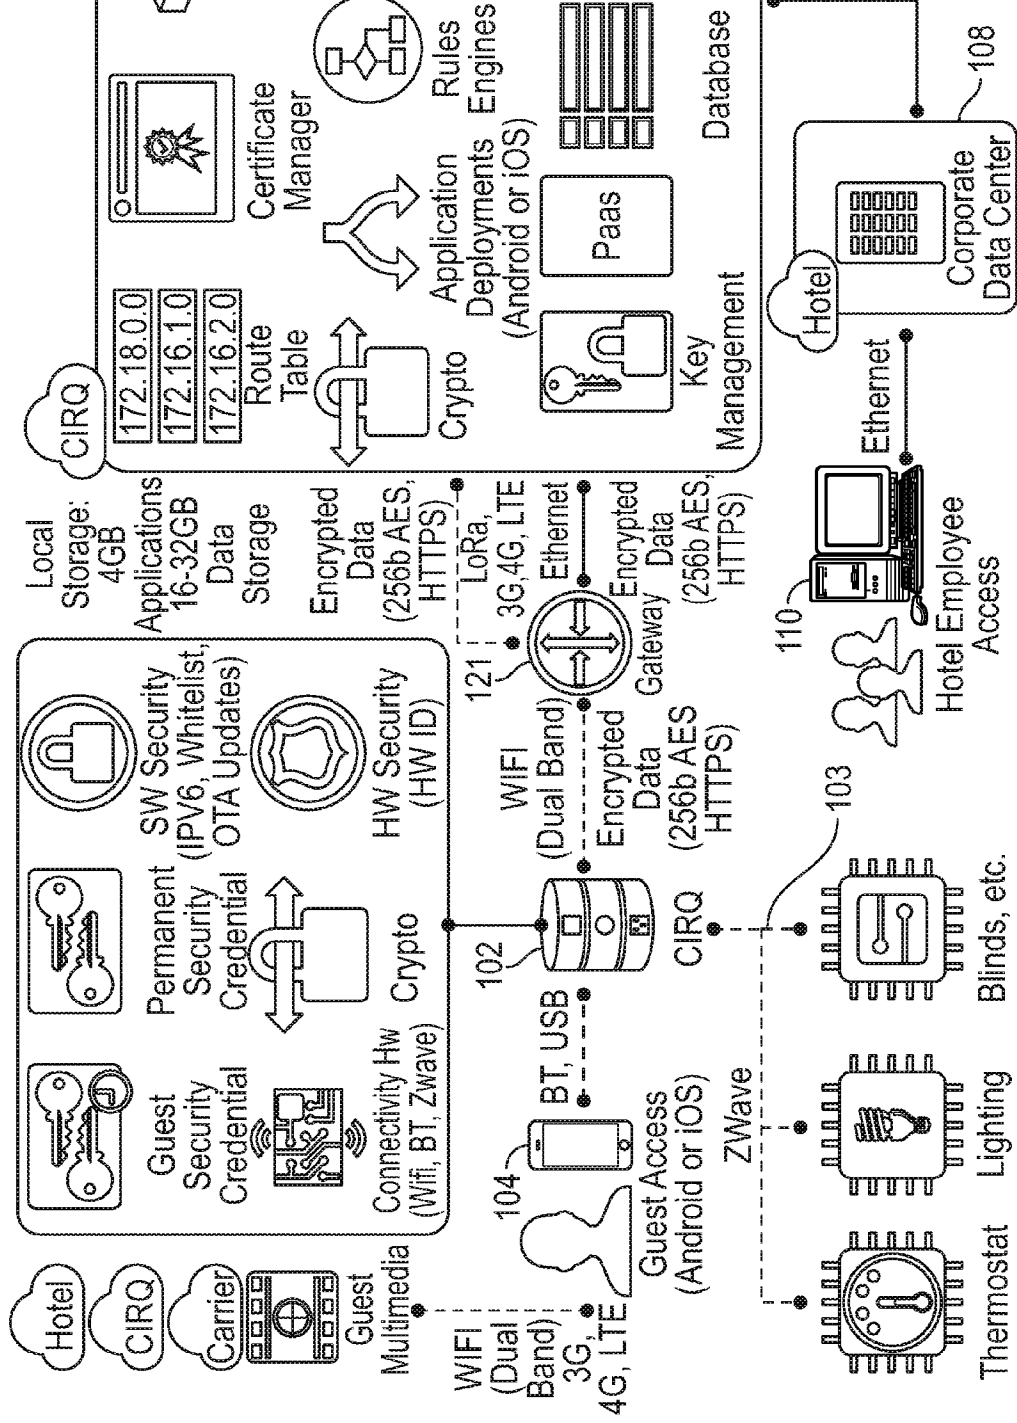 Hotel
CIRQ
Carrier
Guest
Multimedia
WIFI
(Dual
Band)
3G,
4G, LTE
Guest
Security
Credential
Permanent
Security
Credential
SW Security
(IPV6, Whitelist,
OTA Updates)
Connectivity Hw
(Wifi, BT, Zwave)
Crypto
HW Security
(HW ID)
Local
Storage:
4GB
Applications
16-32GB
Data
Storage
Encrypted
Data
(256b AES,
HTTPS)
LoRa,
3G,4G, LTE
Ethernet
Encrypted
Data
(256b AES,
HTTPS)
CIRQ
172.18.0.0
172.16.1.0
172.16.2.0
Route
Table
Certificate
Manager
Crypto
Application
Deployments
(Android or iOS)
Rules
Engines
Key
Management
Paas
Database
104
Guest Access
(Android or iOS)
BT, USB
102
CIRQ
WIFI
(Dual Band)
Encrypted
Data
(256b AES
HTTPS)
121
Gateway
ZWave
103
Thermostat
Lighting
Blinds, etc.
110
Hotel Employee
Access
Ethernet
Hotel
Corporate
Data Center
108